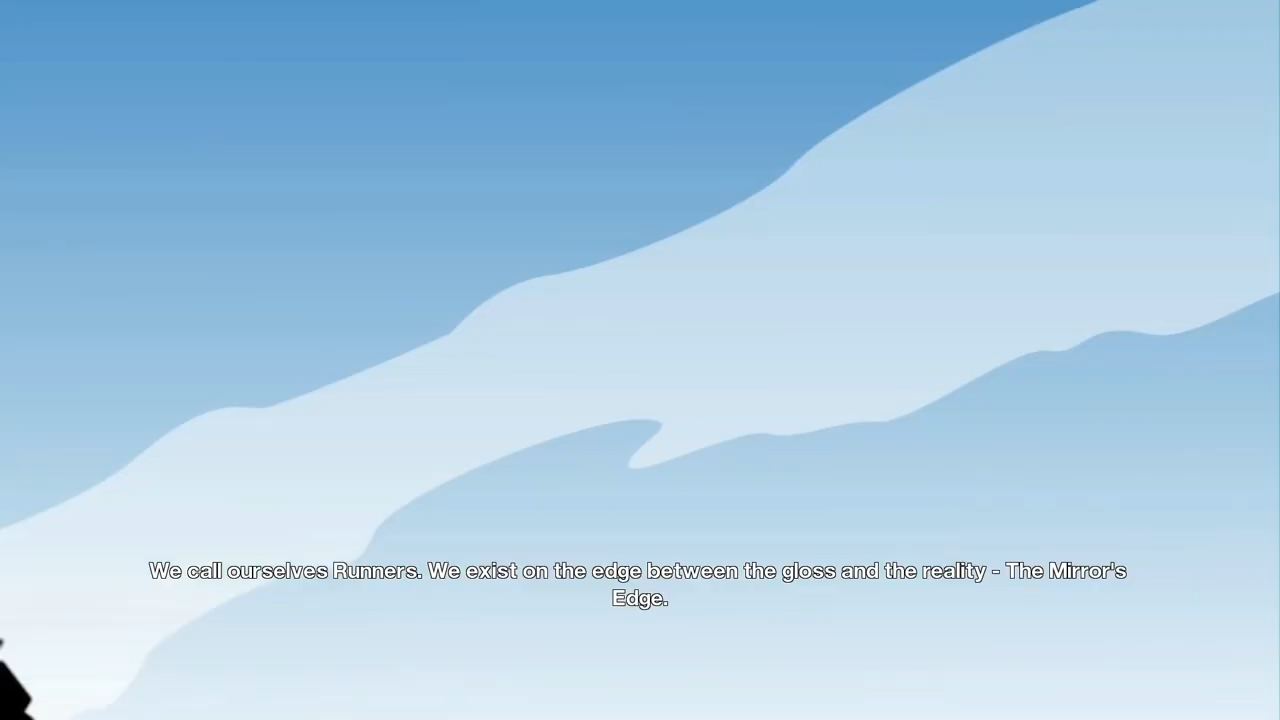 We call ourselves Runners. We exist on the edge between the gloss and the reality - The Mirror's
Edge.